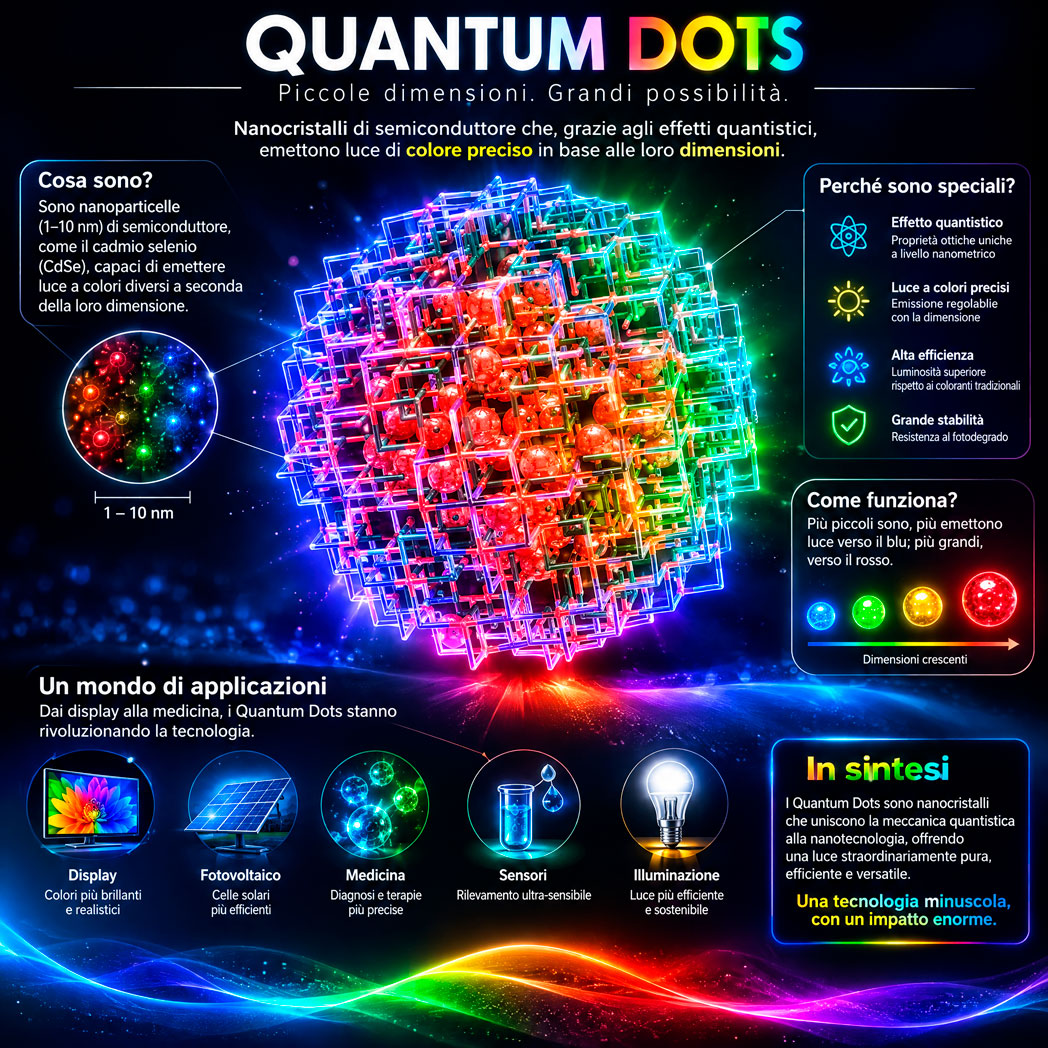 QUANTUM DOTS
Piccole dimensioni. Grandi possibilità.
Nanocristalli di semiconduttore che, grazie agli effetti quantistici,
emettono luce di colore preciso in base alle loro dimensioni.
Cosa sono?
Sono nanoparticelle
(1–10 nm) di semiconduttore,
come il cadmio selenio
(CdSe), capaci di emettere
luce a colori diversi a seconda
della loro dimensione.
1 – 10 nm
Perché sono speciali?
Effetto quantistico
Proprietà ottiche uniche
a livello nanometrico
Luce a colori precisi
Emissione regolablie
con la dimensione
Alta efficienza
Luminosità superiore
rispetto ai coloranti tradizionali
Grande stabilità
Resistenza al fotodegrado
Come funziona?
Più piccoli sono, più emettono
luce verso il blu; più grandi,
verso il rosso.
Dimensioni crescenti
Un mondo di applicazioni
Dai display alla medicina, i Quantum Dots stanno
rivoluzionando la tecnologia.
Display
Colori più brillanti
e realistici
Fotovoltaico
Celle solari
più efficienti
Medicina
Diagnosi e terapie
più precise
Sensori
Rilevamento ultra-sensibile
Illuminazione
Luce più efficiente
e sostenibile
In sintesi
I Quantum Dots sono nanocristalli
che uniscono la meccanica quantistica
alla nanotecnologia, offrendo
una luce straordinariamente pura,
efficiente e versatile.
Una tecnologia minuscola,
con un impatto enorme.